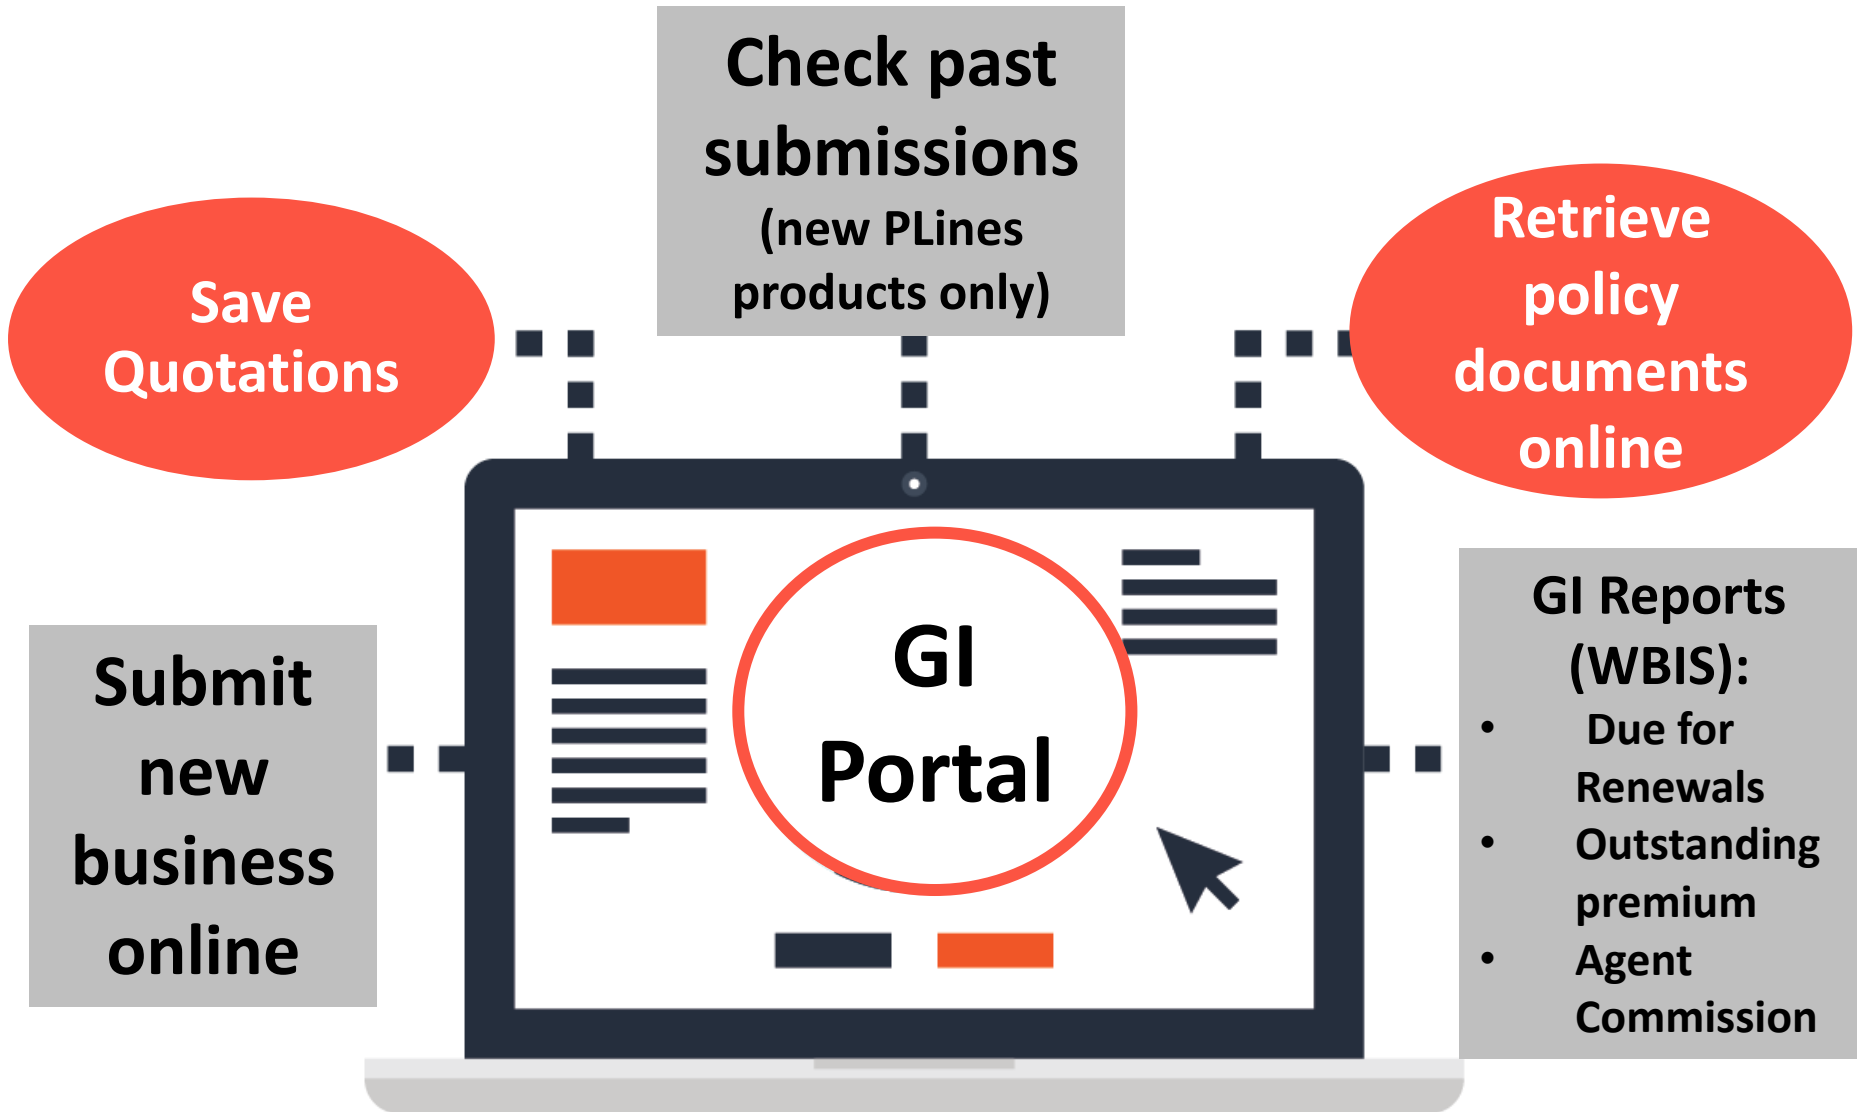 Check past
submissions
(new PLines
products only)
Save
Quotations
Retrieve
policy
documents
online
GI
Portal
Submit
new
business
online
GI Reports
(WBIS):
• Due for
Renewals
• Outstanding
premium
• Agent
Commission